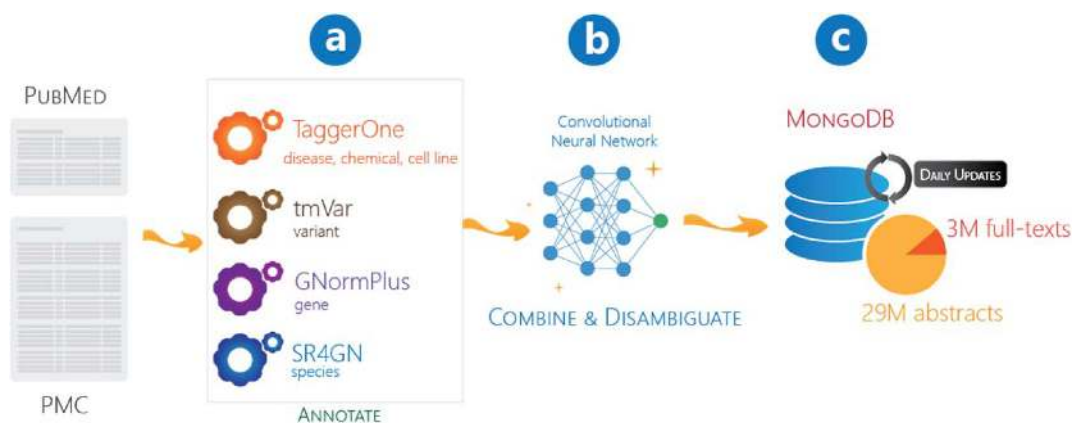 a
b
c
PUBMED
PMC
TaggerOne
disease, chemical, cell line
tmVar
variant
GNormPlus
gene
SR4GN
species
ANNOTATE
Convolutional
Neural Network
COMBINE & DISAMBIGUATE
MONGODB
DAILY UPDATES
3M full-texts
29M abstracts